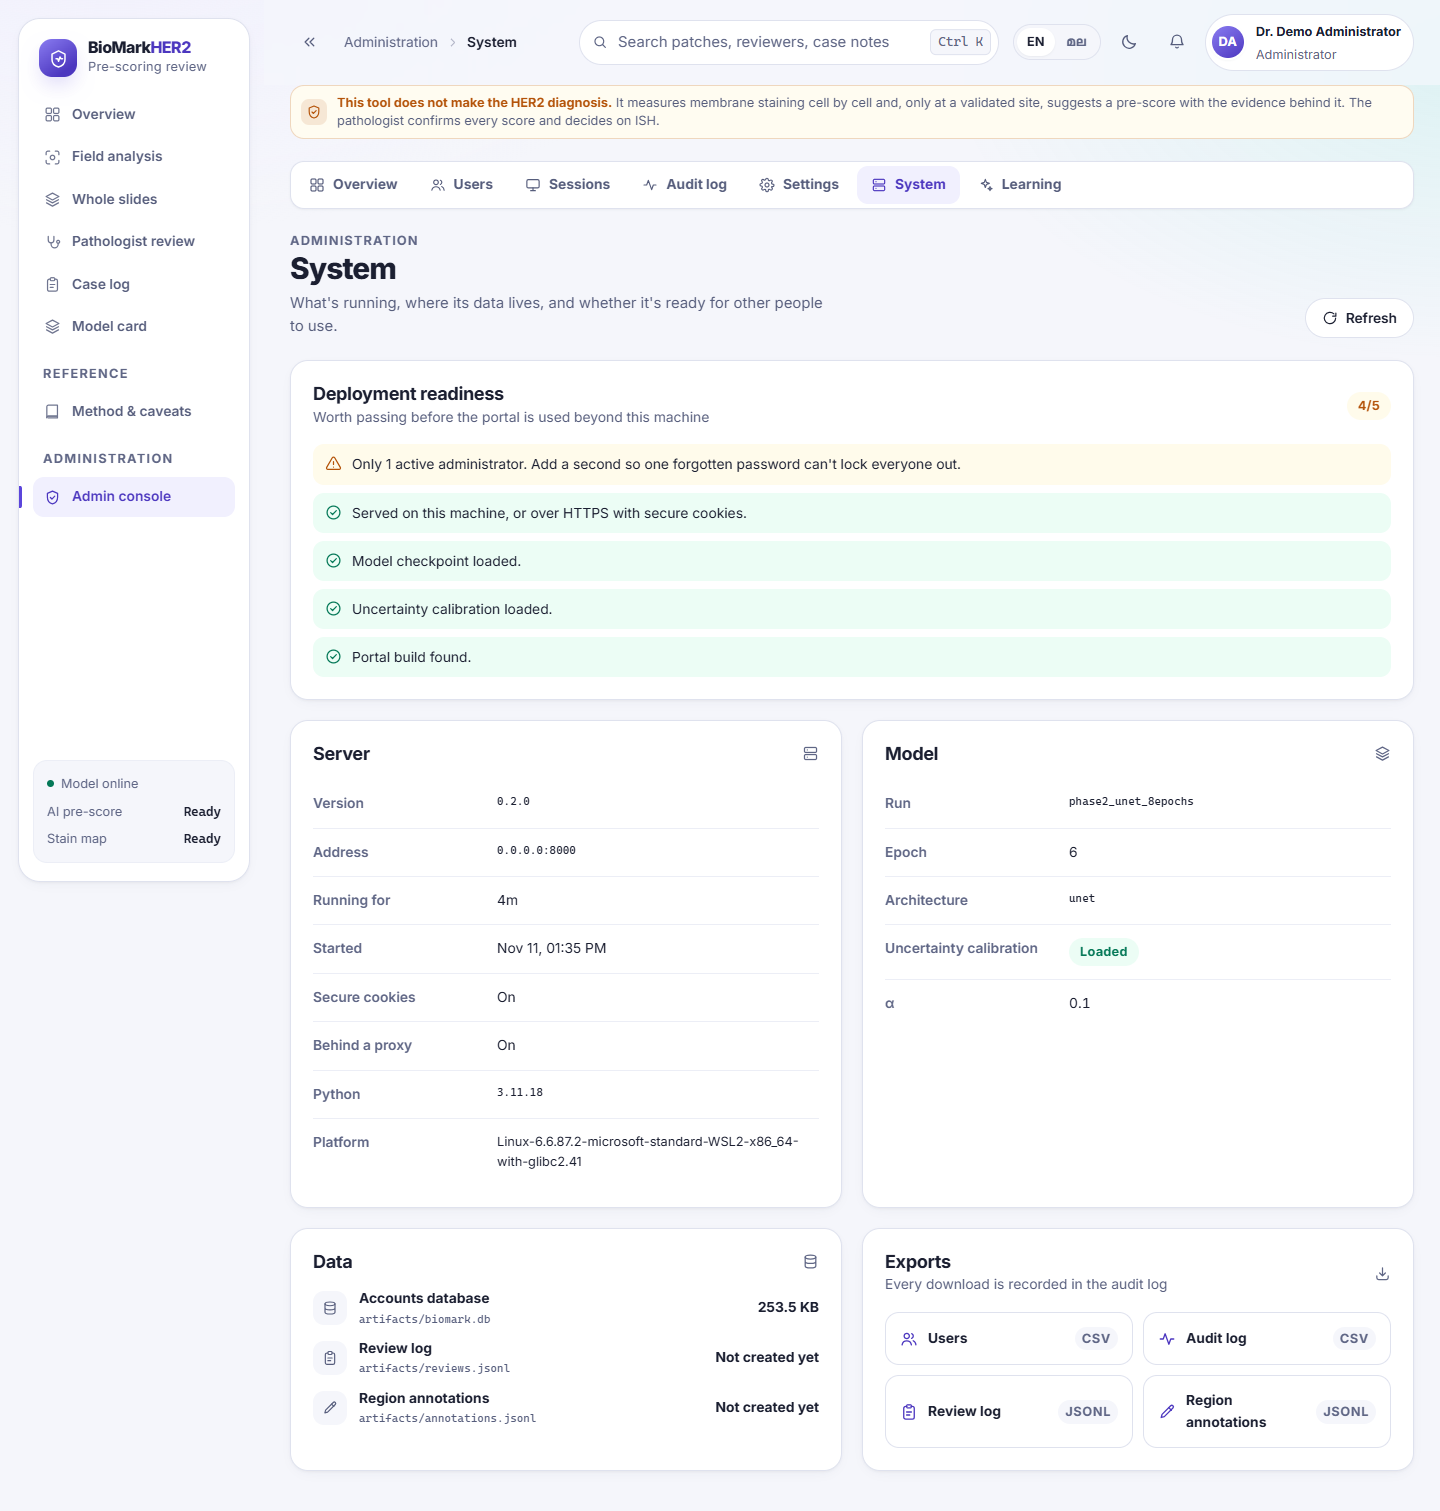 BioMarkHER2
Pre-scoring review
Overview
Field analysis
Whole slides
Pathologist review
Case log
Model card
REFERENCE
Method & caveats
ADMINISTRATION
Admin console
Model online
AI pre-score Ready
Stain map Ready
Administration > System
Search patches, reviewers, case notes Ctrl K
EN മല
DA
Dr. Demo Administrator
Administrator
This tool does not make the HER2 diagnosis. It measures membrane staining cell by cell and, only at a validated site, suggests a pre-score with the evidence behind it. The
pathologist confirms every score and decides on ISH.
Overview Users Sessions Audit log Settings System Learning
ADMINISTRATION
System
What's running, where its data lives, and whether it's ready for other people
to use.
Refresh
Deployment readiness
Worth passing before the portal is used beyond this machine
4/5
Only 1 active administrator. Add a second so one forgotten password can't lock everyone out.
Served on this machine, or over HTTPS with secure cookies.
Model checkpoint loaded.
Uncertainty calibration loaded.
Portal build found.
Server
Version 0.2.0
Address 0.0.0.0:8000
Running for 4m
Started Nov 11, 01:35 PM
Secure cookies On
Behind a proxy On
Python 3.11.18
Platform Linux-6.6.87.2-microsoft-standard-WSL2-x86_64-
with-glibc2.41
Model
Run phase2_unet_8epochs
Epoch 6
Architecture unet
Uncertainty calibration Loaded
α 0.1
Data
Accounts database
artifacts/biomark.db
253.5 KB
Review log
artifacts/reviews.jsonl
Not created yet
Region annotations
artifacts/annotations.jsonl
Not created yet
Exports
Every download is recorded in the audit log
Users CSV
Audit log CSV
Review log JSONL
Region
annotations JSONL